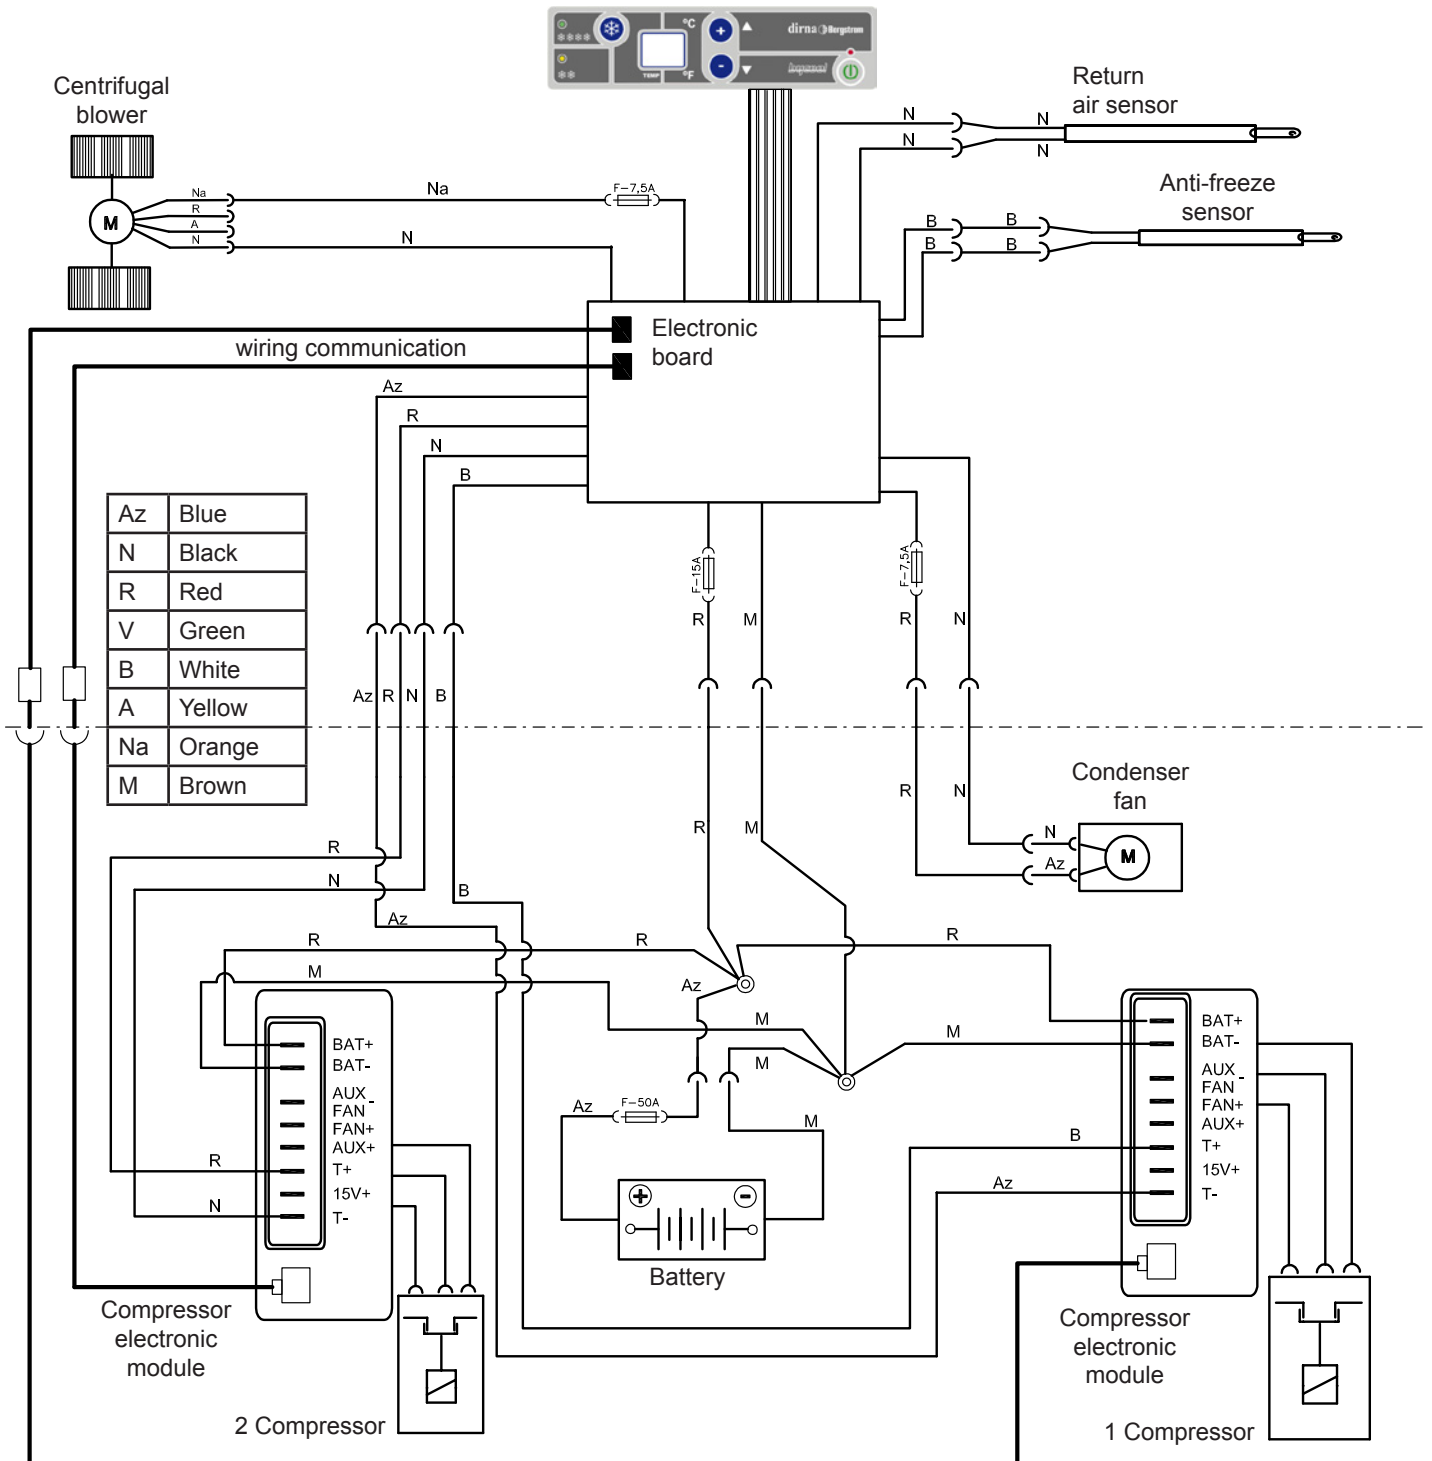 °C
dirna Bergstrom
TEMP
°F
Centrifugal
blower
Return
air sensor
N
N
N
N
Anti-freeze
sensor
Na
R
A
N
M
Na
F-7,5A
N
B
B
B
B
Electronic
board
wiring communication
Az
R
N
B
Az Blue
N Black
R Red
V Green
B White
A Yellow
Na Orange
M Brown
F-15A
F-7,5A
R
M
R
N
Az
R
N
B
R
N
R
M
Condenser
fan
N
Az
M
R
N
B
Az
R
R
R
M
Az
M
M
M
BAT+
BAT-
AUX
FAN -
FAN+
AUX+
T+
15V+
T-
R
N
Az
F-50A
M
+
-
Battery
B
Az
BAT+
BAT-
AUX
FAN -
FAN+
AUX+
T+
15V+
T-
Compressor
electronic
module
2 Compressor
Compressor
electronic
module
1 Compressor